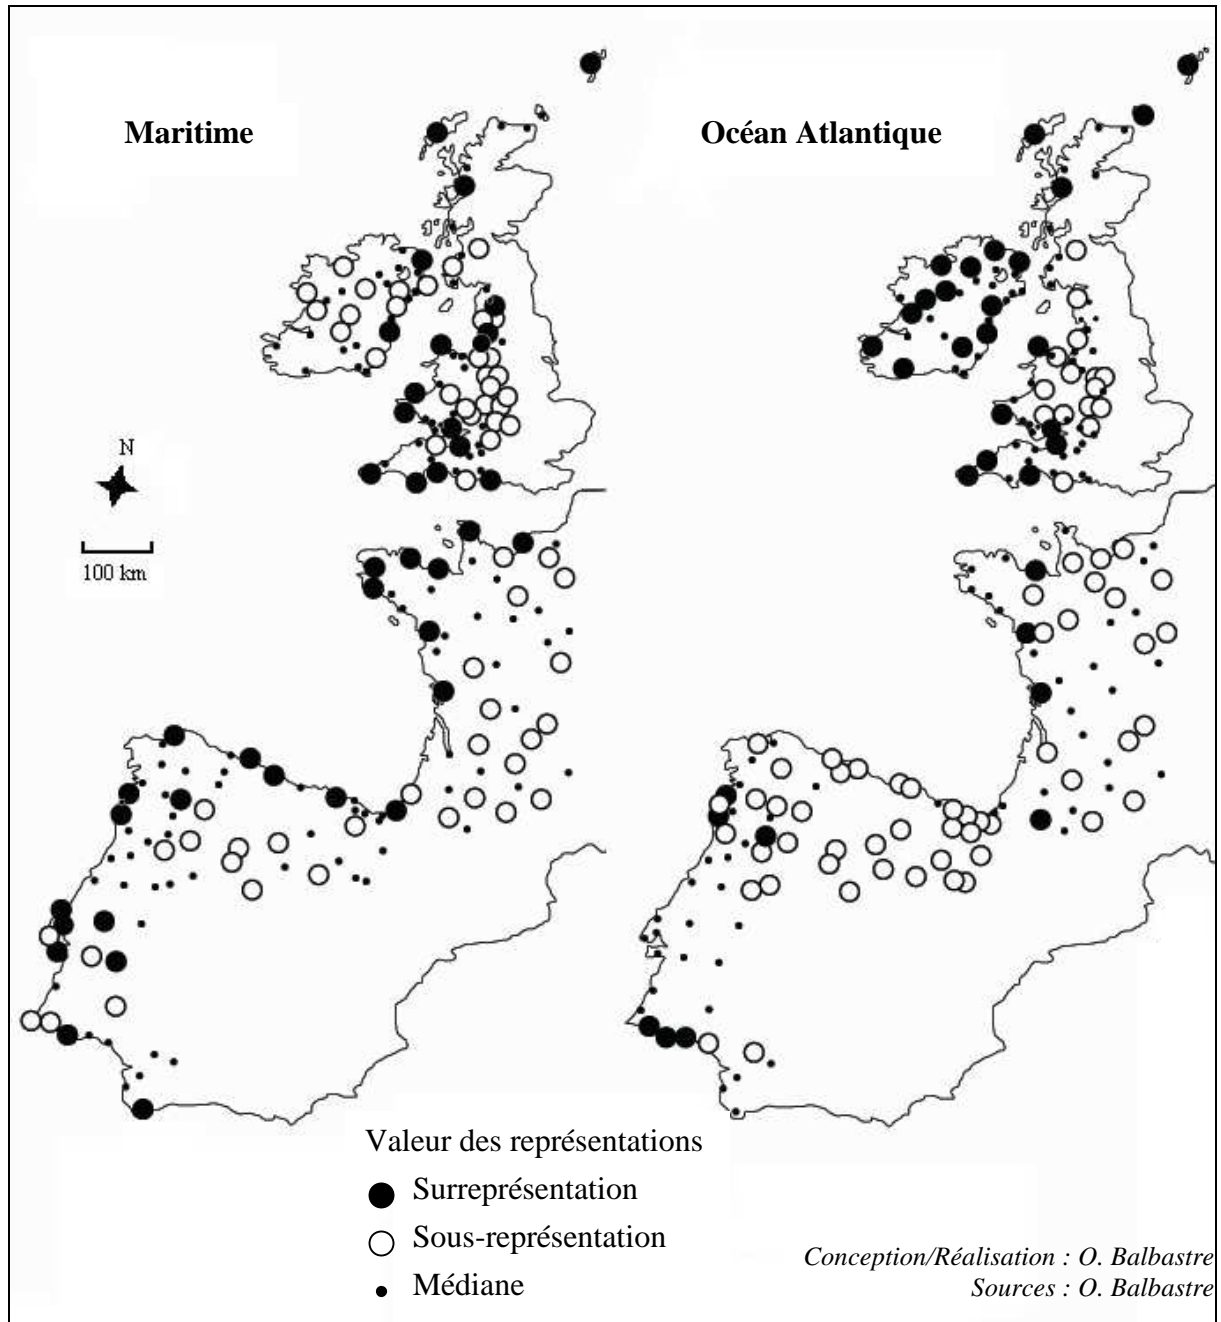 Maritime
Océan Atlantique
N
100 km
Valeur des représentations
Surreprésentation
Sous-représentation
Médiane
Conception/Réalisation : O. Balbastre
Sources : O. Balbastre